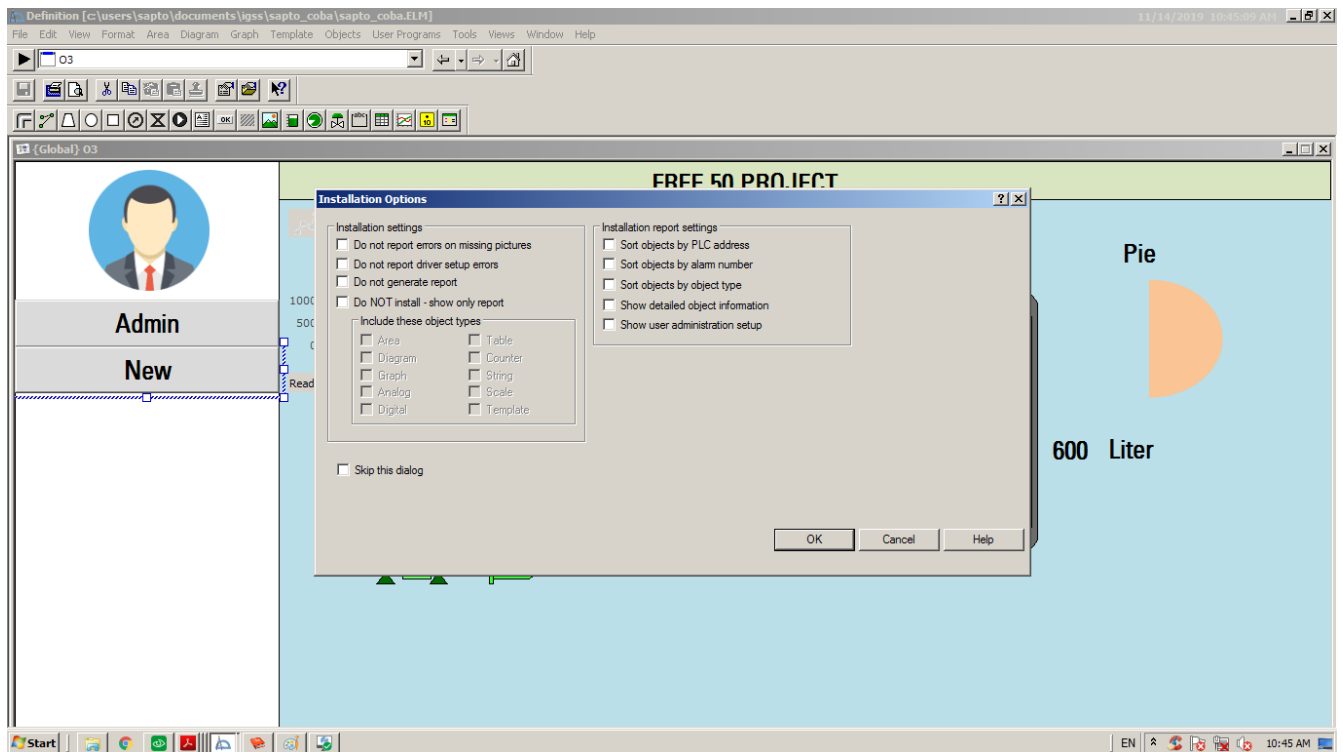 Definition [c:\users\sapto\documents\igss\sapto_coba\sapto_coba.ELM]
11/14/2019 10:45:09 AM
File Edit View Format Area Diagram Graph Template Objects User Programs Tools Views Window Help
O3
abc
OK
10
{Global} O3
FREE 50 PROJECT
Installation Options
Installation settings
Do not report errors on missing pictures
Do not report driver setup errors
Do not generate report
Do NOT install - show only report
Include these object types
Area Table
Diagram Counter
Graph String
Analog Scale
Digital Template
Skip this dialog
Installation report settings
Sort objects by PLC address
Sort objects by alarm number
Sort objects by object type
Show detailed object information
Show user administration setup
OK Cancel Help
Admin
New
1000
500
0
Read
Pie
600 Liter
Start
EN 10:45 AM